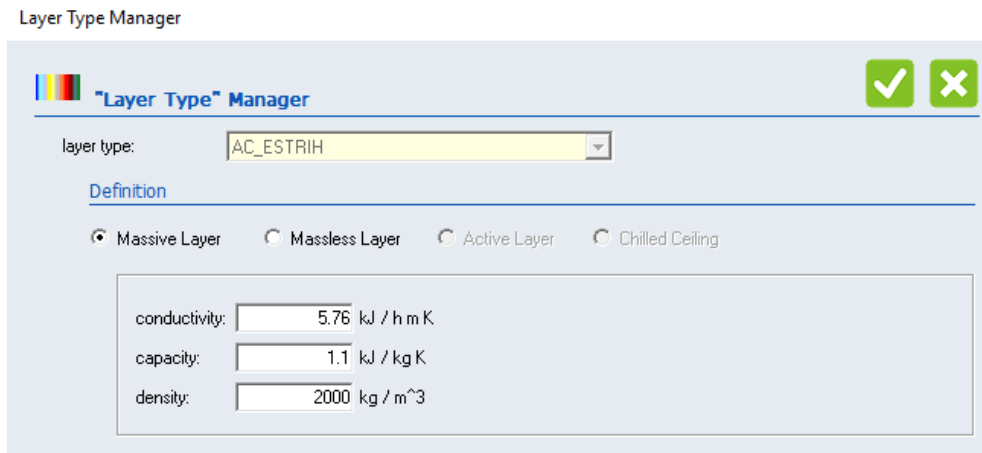 Layer Type Manager
"Layer Type" Manager
layer type: AC_ESTRIH
Definition
Massive Layer Massless Layer Active Layer Chilled Ceiling
conductivity: 5.76 kJ / h m K
capacity: 1.1 kJ / kg K
density: 2000 kg / m^3